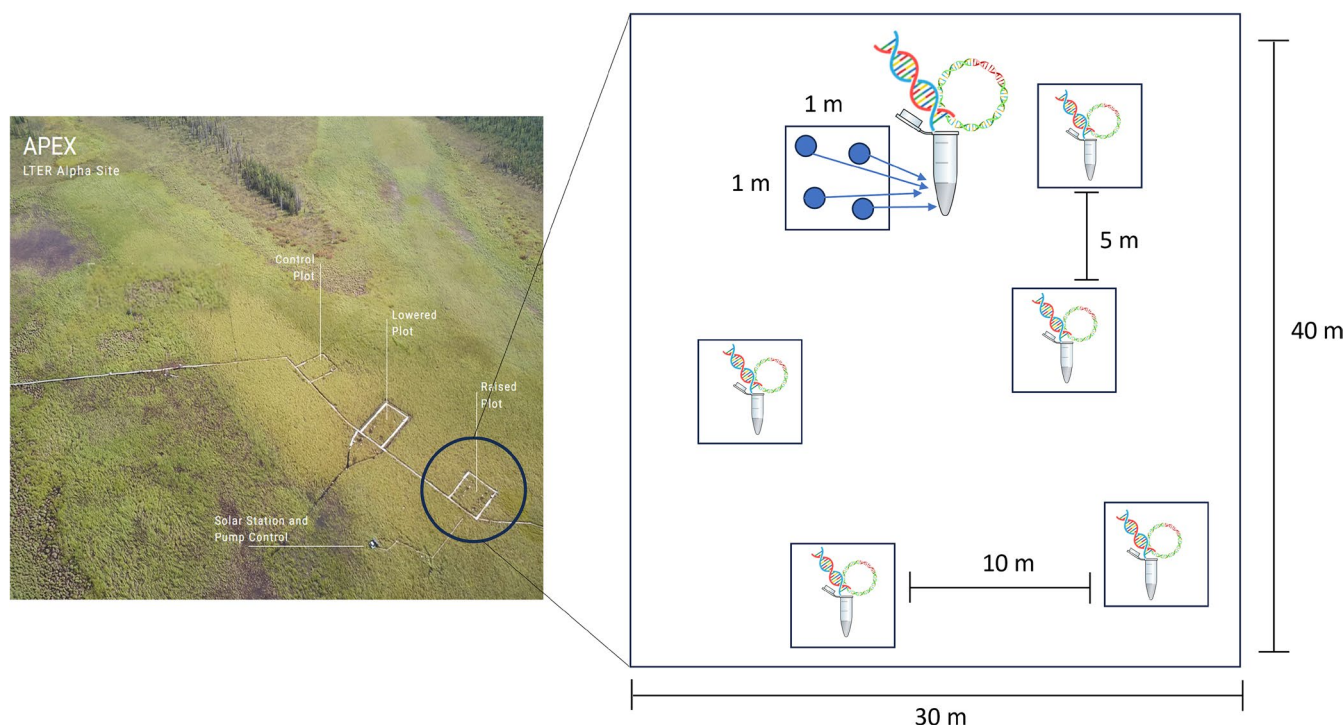 APEX
LTER Alpha Site
Control
Plot
Lowered
Plot
Raised
Plot
Solar Station and
Pump Control
1 m
1 m
5 m
10 m
40 m
30 m